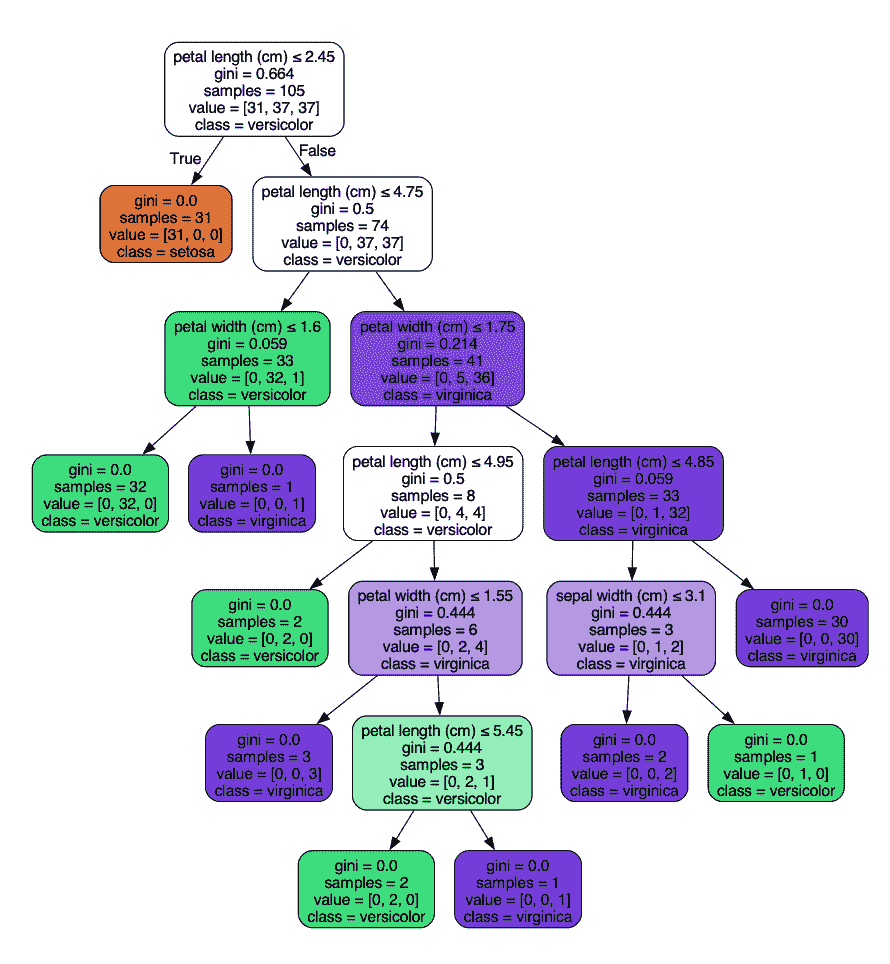 petal length (cm) ≤ 2.45
gini = 0.664
samples = 105
value = [31, 37, 37]
class = versicolor
True
False
gini = 0.0
samples = 31
value = [31, 0, 0]
class = setosa
petal length (cm) ≤ 4.75
gini = 0.5
samples = 74
value = [0, 37, 37]
class = versicolor
petal width (cm) ≤ 1.6
gini = 0.059
samples = 33
value = [0, 32, 1]
class = versicolor
petal width (cm) ≤ 1.75
gini = 0.214
samples = 41
value = [0, 5, 36]
class = virginica
gini = 0.0
samples = 32
value = [0, 32, 0]
class = versicolor
gini = 0.0
samples = 1
value = [0, 0, 1]
class = virginica
petal length (cm) ≤ 4.95
gini = 0.5
samples = 8
value = [0, 4, 4]
class = versicolor
petal length (cm) ≤ 4.85
gini = 0.059
samples = 33
value = [0, 1, 32]
class = virginica
gini = 0.0
samples = 2
value = [0, 2, 0]
class = versicolor
petal width (cm) ≤ 1.55
gini = 0.444
samples = 6
value = [0, 2, 4]
class = virginica
sepal width (cm) ≤ 3.1
gini = 0.444
samples = 3
value = [0, 1, 2]
class = virginica
gini = 0.0
samples = 30
value = [0, 0, 30]
class = virginica
gini = 0.0
samples = 3
value = [0, 0, 3]
class = virginica
petal length (cm) ≤ 5.45
gini = 0.444
samples = 3
value = [0, 2, 1]
class = versicolor
gini = 0.0
samples = 2
value = [0, 0, 2]
class = virginica
gini = 0.0
samples = 1
value = [0, 1, 0]
class = versicolor
gini = 0.0
samples = 2
value = [0, 2, 0]
class = versicolor
gini = 0.0
samples = 1
value = [0, 0, 1]
class = virginica